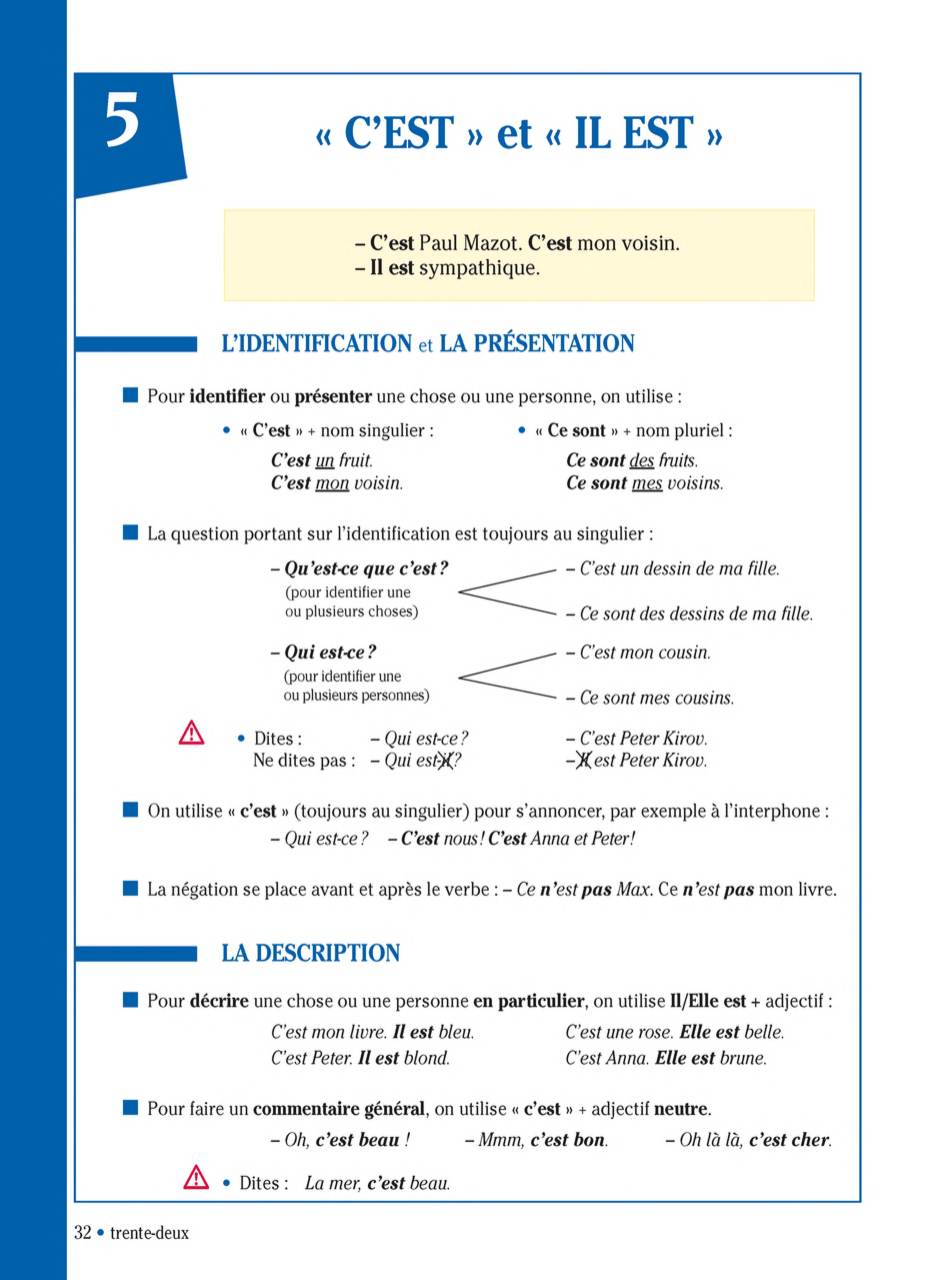 5
« C’EST » et « IL EST »
– C’est Paul Mazot. C’est mon voisin.
– Il est sympathique.
L’IDENTIFICATION et LA PRÉSENTATION
Pour identifier ou présenter une chose ou une personne, on utilise :
• « C’est » + nom singulier :
C’est un fruit.
C’est mon voisin.
• « Ce sont » + nom pluriel :
Ce sont des fruits.
Ce sont mes voisins.
La question portant sur l’identification est toujours au singulier :
– Qu’est-ce que c’est ?
(pour identifier une
ou plusieurs choses)
– C’est un dessin de ma fille.
– Ce sont des dessins de ma fille.
– Qui est-ce ?
(pour identifier une
ou plusieurs personnes)
– C’est mon cousin.
– Ce sont mes cousins.
• Dites : – Qui est-ce ? – C’est Peter Kirov.
Ne dites pas : – Qui est-il ? – Il est Peter Kirov.
On utilise « c’est » (toujours au singulier) pour s’annoncer, par exemple à l’interphone :
– Qui est-ce ? – C’est nous ! C’est Anna et Peter !
La négation se place avant et après le verbe : – Ce n’est pas Max. Ce n’est pas mon livre.
LA DESCRIPTION
Pour décrire une chose ou une personne en particulier, on utilise Il/Elle est + adjectif :
C’est mon livre. Il est bleu. C’est une rose. Elle est belle.
C’est Peter. Il est blond. C’est Anna. Elle est brune.
Pour faire un commentaire général, on utilise « c’est » + adjectif neutre.
– Oh, c’est beau ! – Mmm, c’est bon. – Oh là là, c’est cher.
• Dites : La mer, c’est beau.
32 • trente-deux